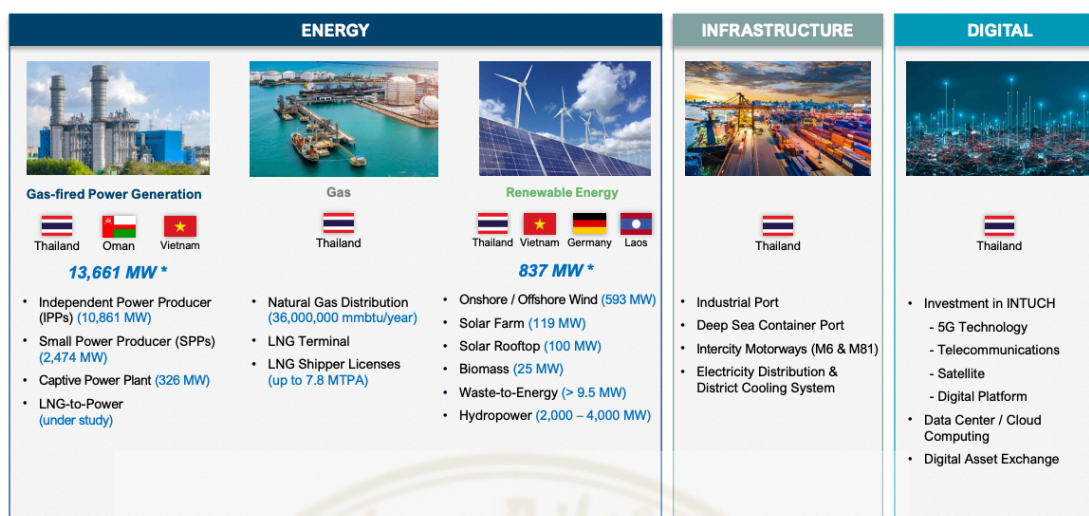 ENERGY
Gas-fired Power Generation
Thailand
Oman
Vietnam
13,661 MW *
• Independent Power Producer
(IPPs) (10,861 MW)
• Small Power Producer (SPPs)
(2,474 MW)
• Captive Power Plant (326 MW)
• LNG-to-Power
(under study)
Gas
Thailand
• Natural Gas Distribution
(36,000,000 mmbtu/year)
• LNG Terminal
• LNG Shipper Licenses
(up to 7.8 MTPA)
Renewable Energy
Thailand
Vietnam
Germany
Laos
837 MW *
• Onshore / Offshore Wind (593 MW)
• Solar Farm (119 MW)
• Solar Rooftop (100 MW)
• Biomass (25 MW)
• Waste-to-Energy (> 9.5 MW)
• Hydropower (2,000 – 4,000 MW)
INFRASTRUCTURE
Thailand
• Industrial Port
• Deep Sea Container Port
• Intercity Motorways (M6 & M81)
• Electricity Distribution &
District Cooling System
DIGITAL
Thailand
• Investment in INTUCH
- 5G Technology
- Telecommunications
- Satellite
- Digital Platform
• Data Center / Cloud
Computing
• Digital Asset Exchange